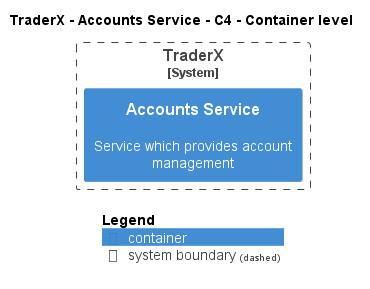 TraderX - Accounts Service - C4 - Container level
TraderX
[System]
Accounts Service
Service which provides account
management
Legend
container
system boundary (dashed)